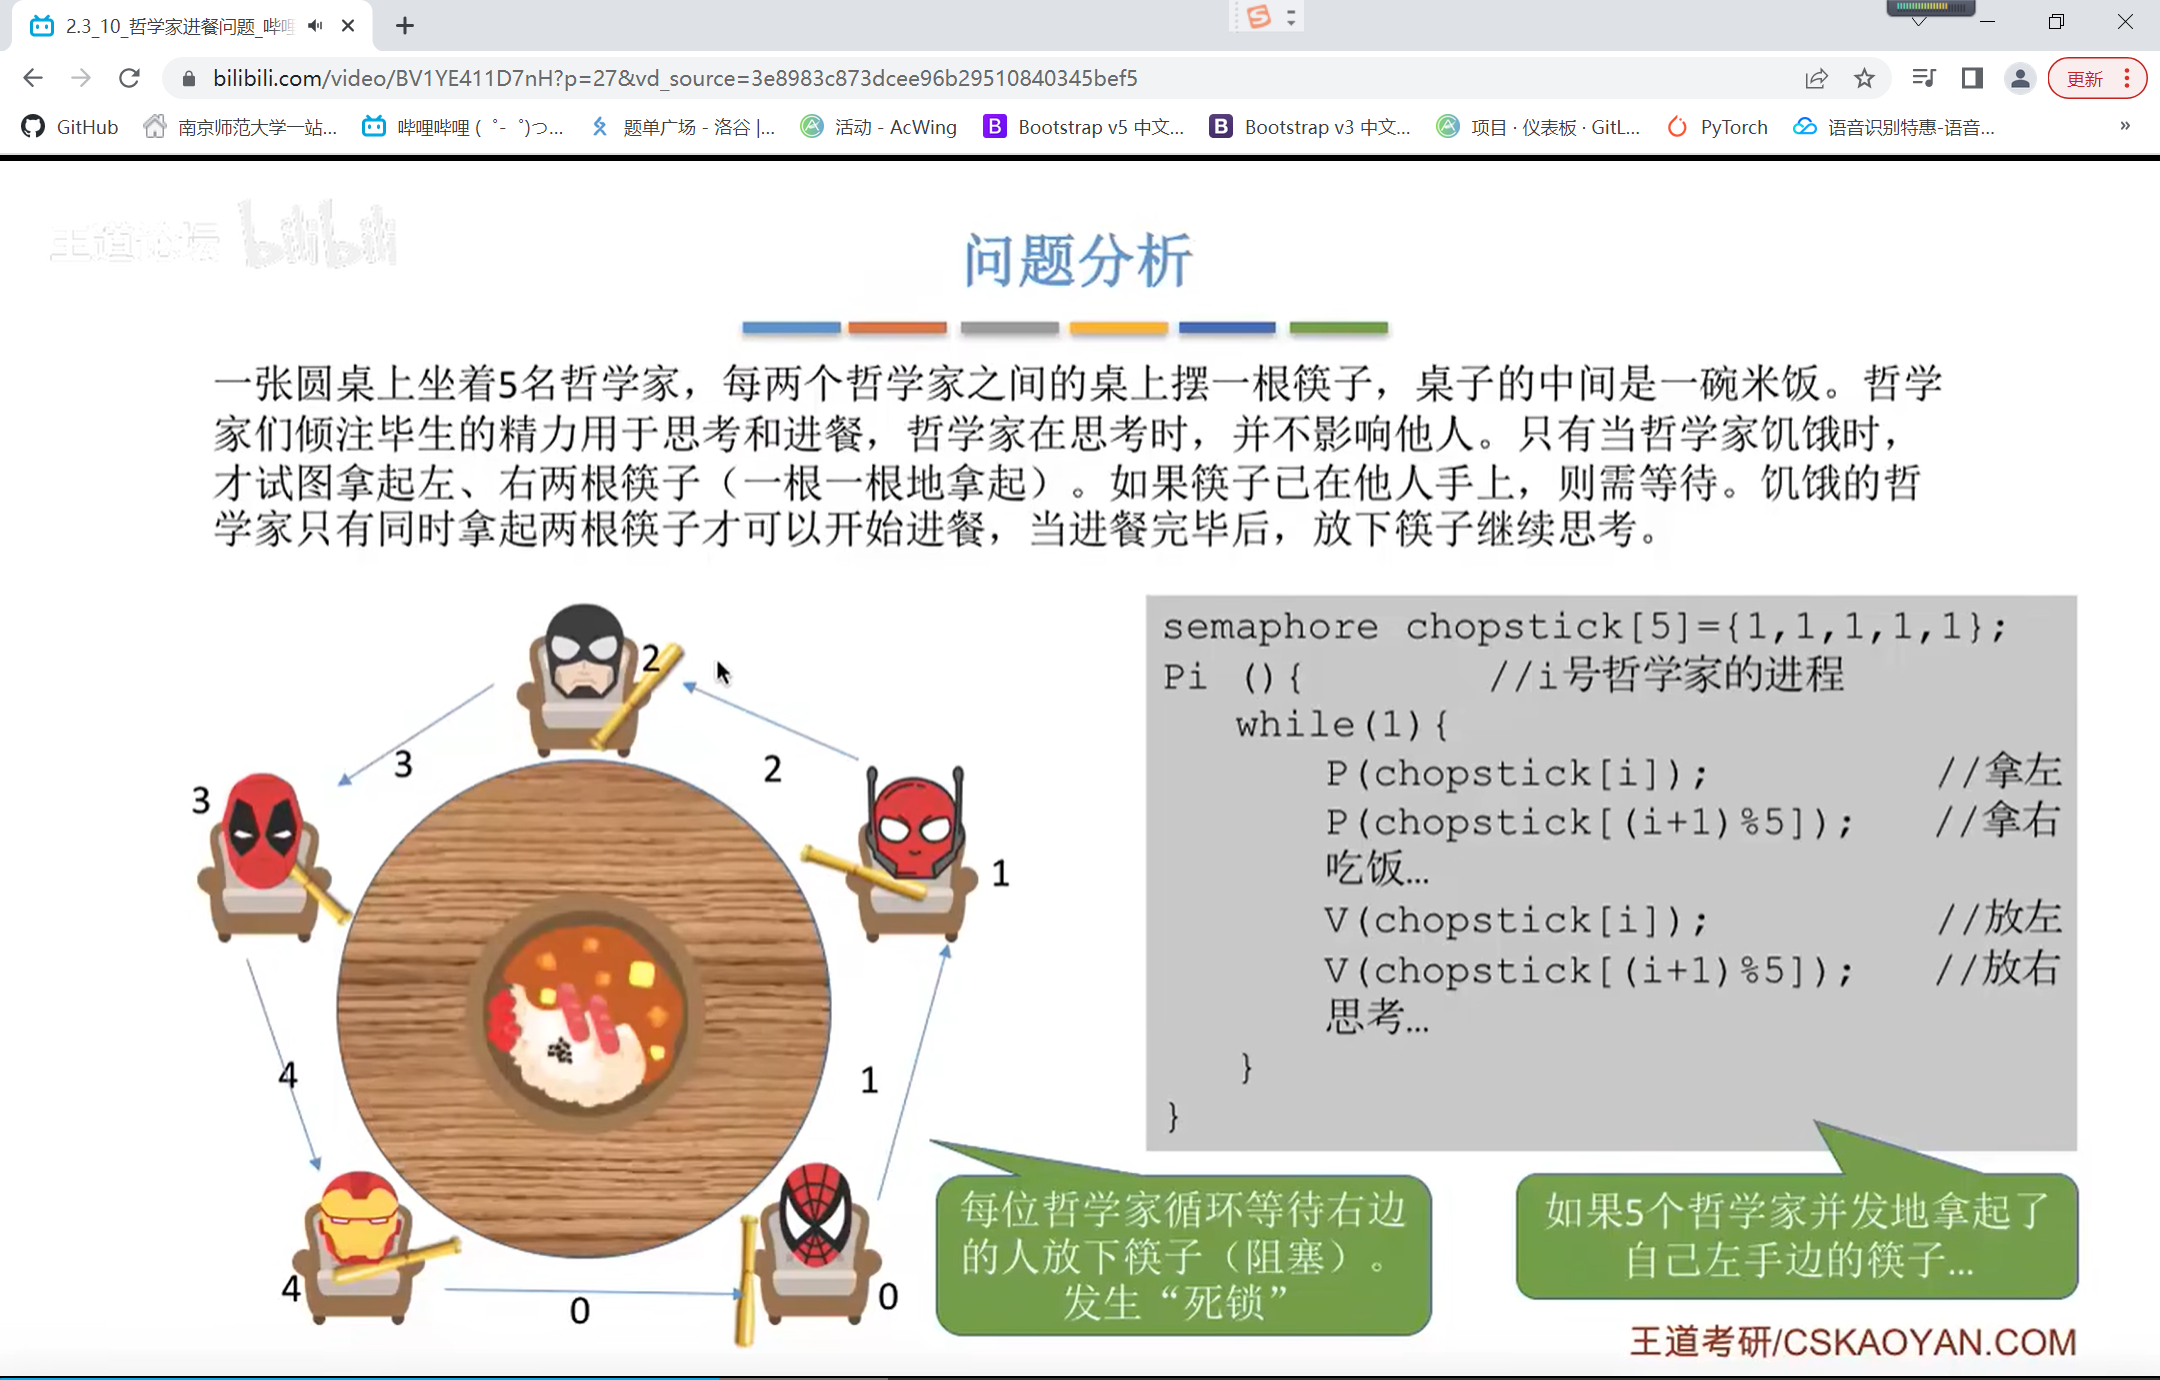 2.3_10_哲学家进餐问题_哔哩
bilibili.com/video/BV1YE411D7nH?p=27&vd_source=3e8983c873dcee96b29510840345bef5
更新
GitHub
南京师范大学一站...
哔哩哔哩 (゜-゜)つ...
题单广场 - 洛谷 |...
活动 - AcWing
Bootstrap v5 中文...
Bootstrap v3 中文...
项目 · 仪表板 · GitL...
PyTorch
语音识别特惠-语音...
»
王道论坛 bilibili
问题分析
一张圆桌上坐着5名哲学家，每两个哲学家之间的桌上摆一根筷子，桌子的中间是一碗米饭。哲学
家们倾注毕生的精力用于思考和进餐，哲学家在思考时，并不影响他人。只有当哲学家饥饿时，
才试图拿起左、右两根筷子（一根一根地拿起）。如果筷子已在他人手上，则需等待。饥饿的哲
学家只有同时拿起两根筷子才可以开始进餐，当进餐完毕后，放下筷子继续思考。
2
3
2
3
1
4
1
4
0
0
semaphore chopstick[5]={1,1,1,1,1};
Pi (){ //i号哲学家的进程
while(1){
P(chopstick[i]); //拿左
P(chopstick[(i+1)%5]); //拿右
吃饭…
V(chopstick[i]); //放左
V(chopstick[(i+1)%5]); //放右
思考…
}
}
每位哲学家循环等待右边
的人放下筷子（阻塞）。
发生“死锁”
如果5个哲学家并发地拿起了
自己左手边的筷子…
王道考研/CSKAOYAN.COM